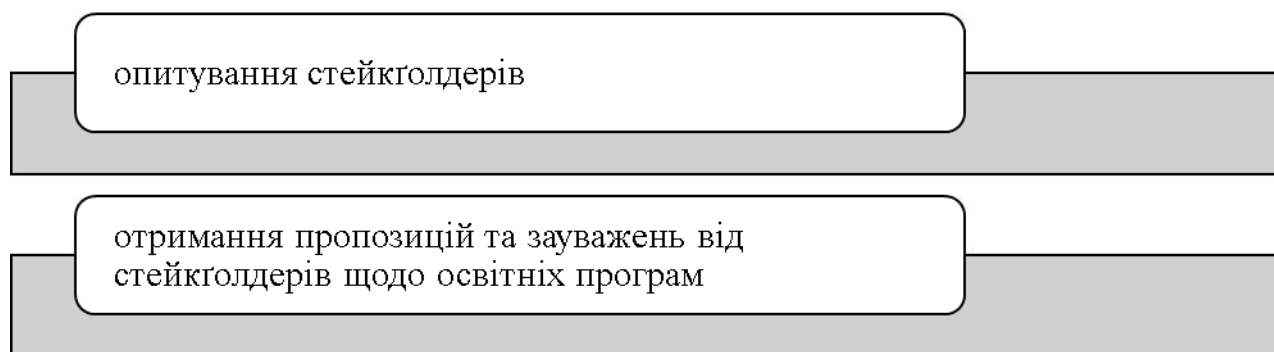 опитування стейкґолдерів
отримання пропозицій та зауважень від
стейкґолдерів щодо освітніх програм